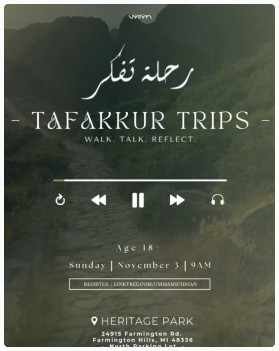 UMMA
رحلة تفكر
- TAFAKKUR TRIPS -
WALK. TALK. REFLECT.
Age 18+
Sunday | November 3 | 9AM
REGISTER : LINKTREE.COM/UMMAMICHIGAN
HERITAGE PARK
24915 Farmington Rd.
Farmington Hills, MI 48336
North Parking Lot